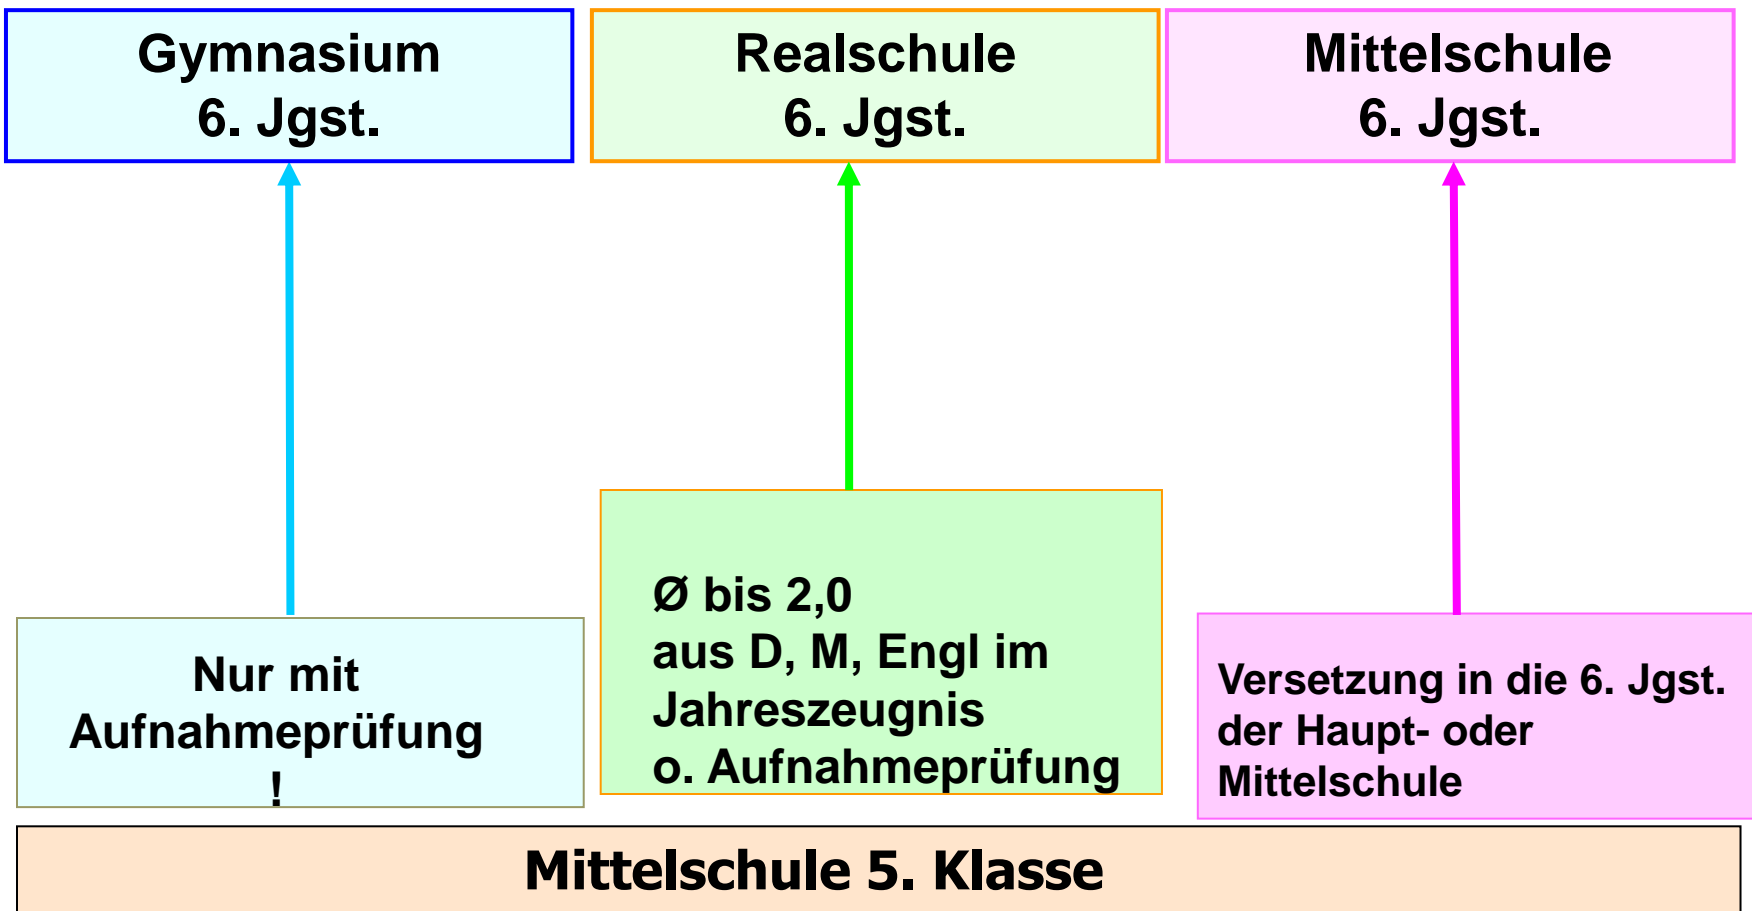 Gymnasium
6. Jgst.
Realschule
6. Jgst.
Mittelschule
6. Jgst.
Nur mit
Aufnahmeprüfung
!
Ø bis 2,0
aus D, M, Engl im
Jahreszeugnis
o. Aufnahmeprüfung
Versetzung in die 6. Jgst.
der Haupt- oder
Mittelschule
Mittelschule 5. Klasse